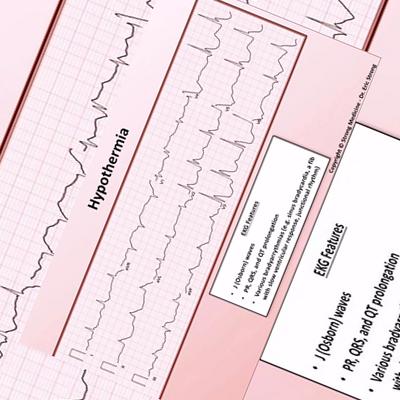 Hypothermia
Copyright © Strong Medicine - Dr. Eric Strong
EKG Features
• J (Osborn) waves
• PR, QRS, and QT prolongation
• Various bradyarrhythmias (e.g. sinus bradycardia, a fib
with slow ventricular response, junctional rhythm)
EKG Features
• J (Osborn) waves
• PR, QRS, and QT prolongation
• Various